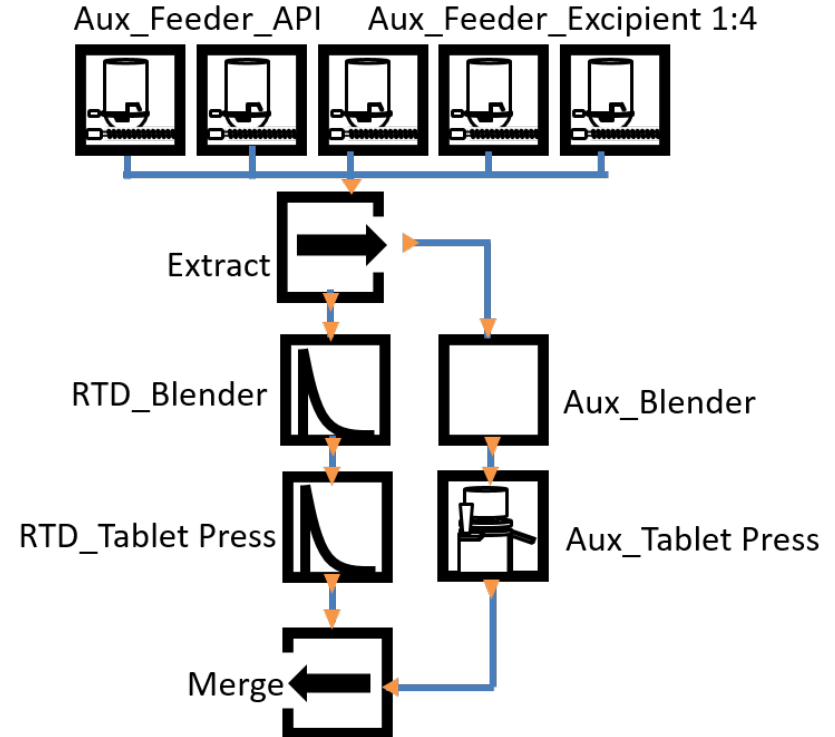 Aux_Feeder_API Aux_Feeder_Excipient 1:4
Extract
RTD_Blender
Aux_Blender
RTD_Tablet Press
Aux_Tablet Press
Merge